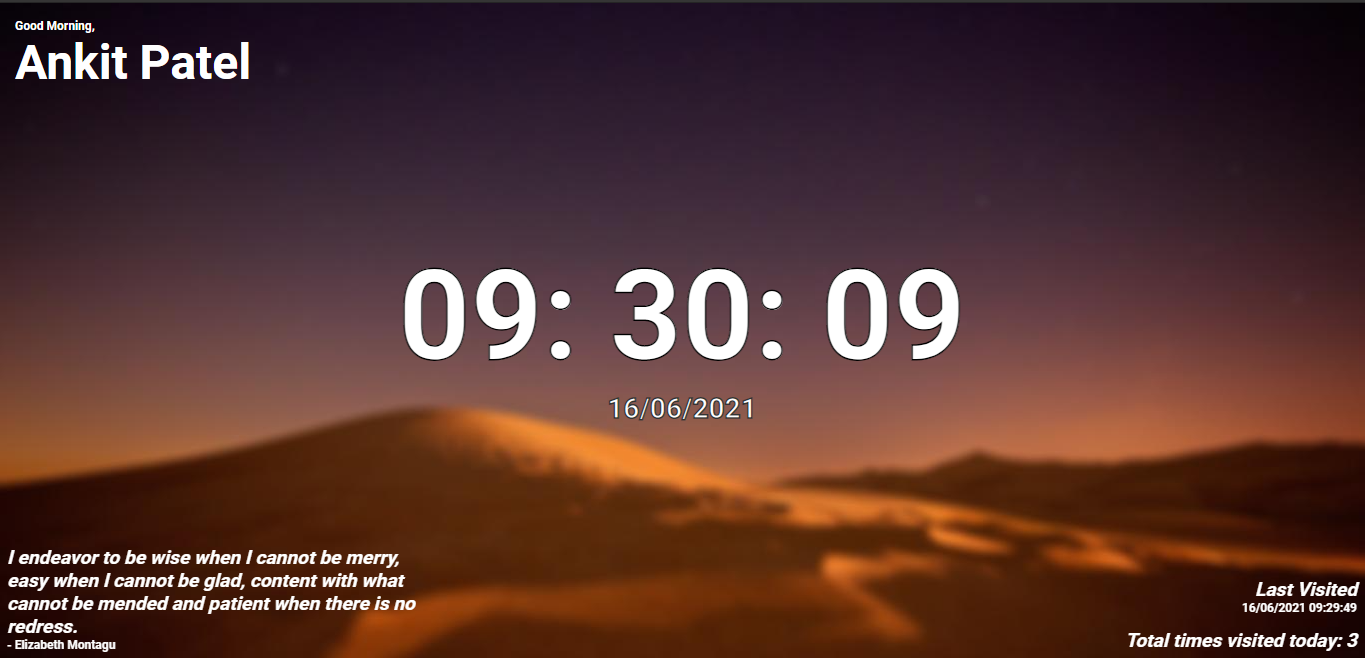 Good Morning,
Ankit Patel
09: 30: 09
16/06/2021
I endeavor to be wise when I cannot be merry,
easy when I cannot be glad, content with what
cannot be mended and patient when there is no
redress.
- Elizabeth Montagu
Last Visited
16/06/2021 09:29:49
Total times visited today: 3